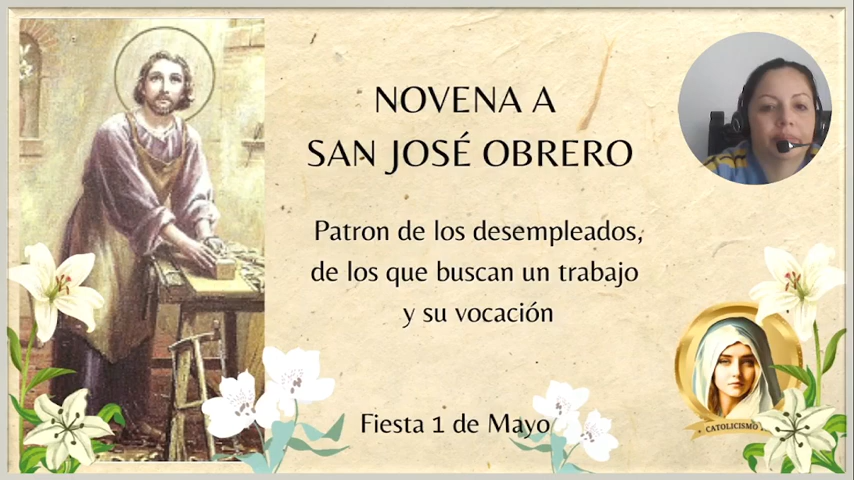 NOVENA A
SAN JOSÉ OBRERO
Patron de los desempleados,
de los que buscan un trabajo
y su vocación
Fiesta 1 de Mayo
CATOLICISMO